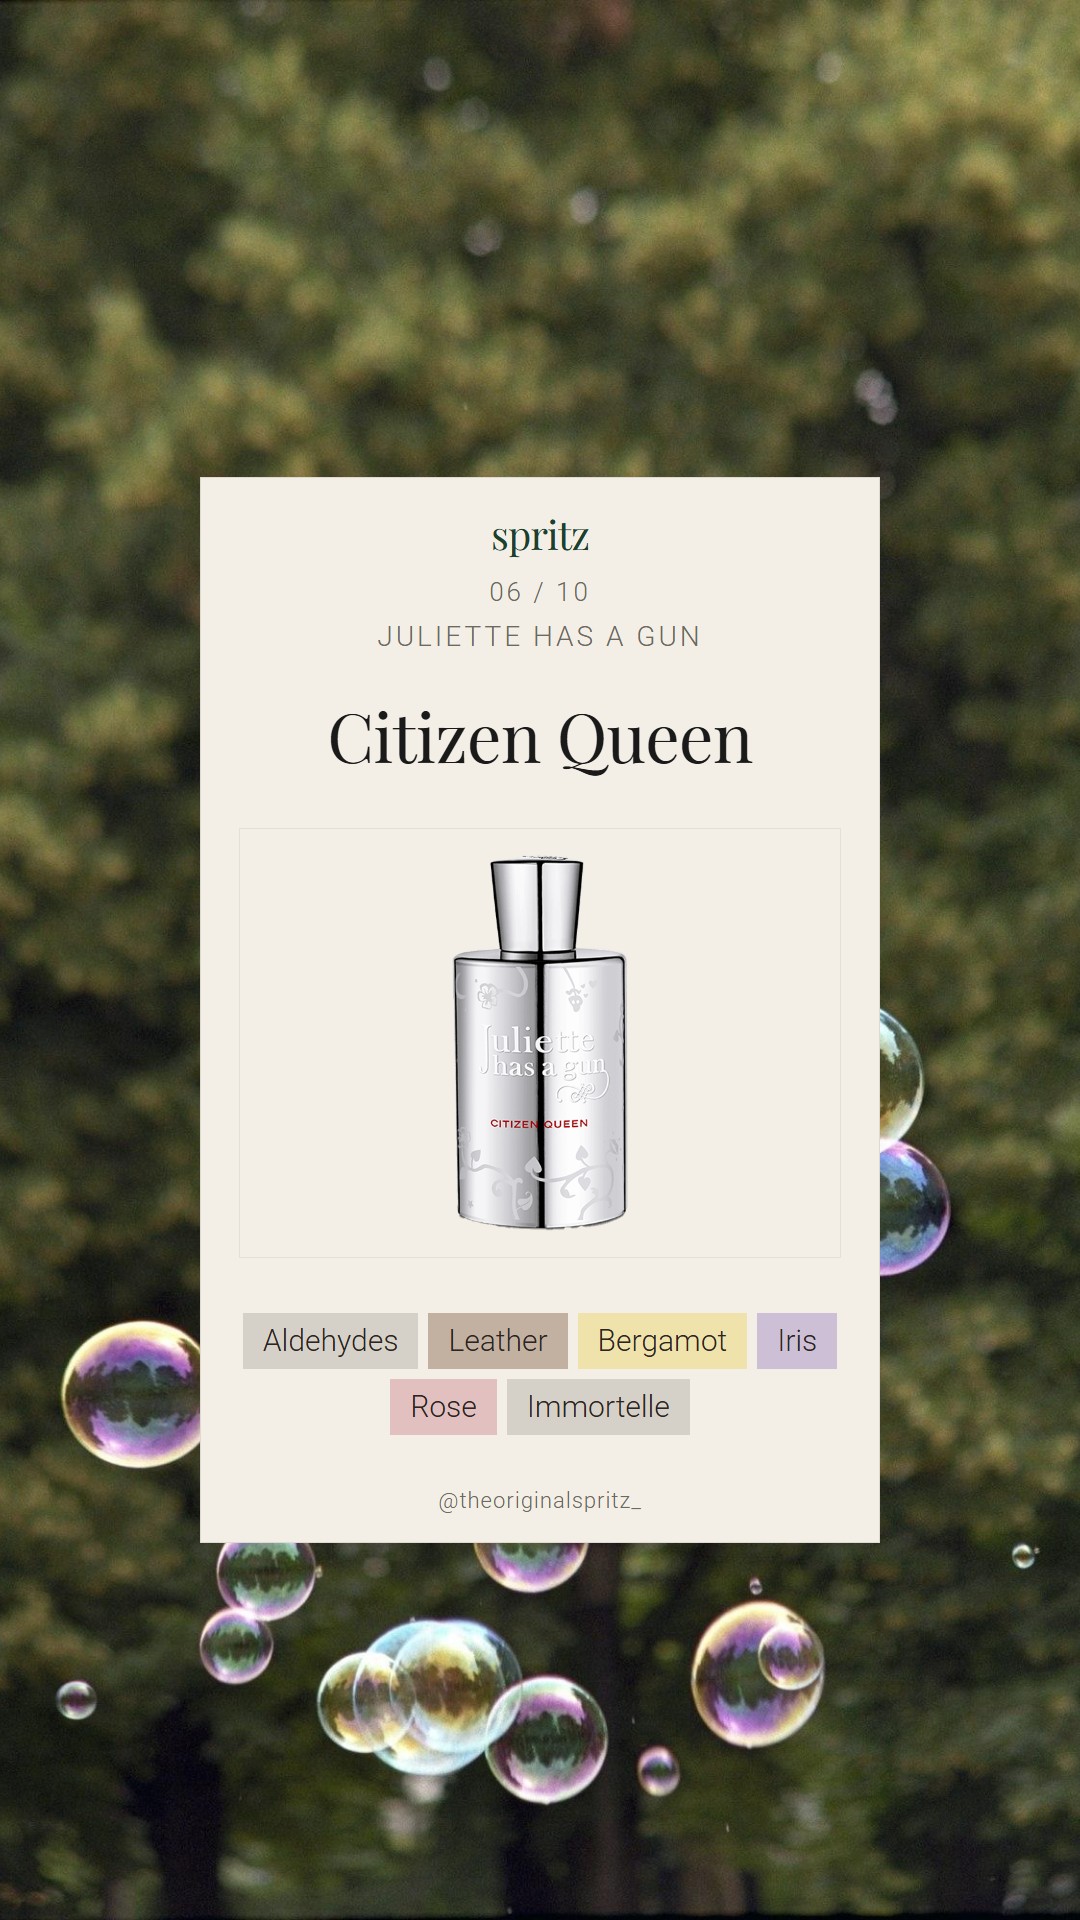 spritz
06 / 10
JULIETTE HAS A GUN
Citizen Queen
Juliette
has a gun
CITIZEN QUEEN
Aldehydes Leather Bergamot Iris
Rose Immortelle
@theoriginalspritz_